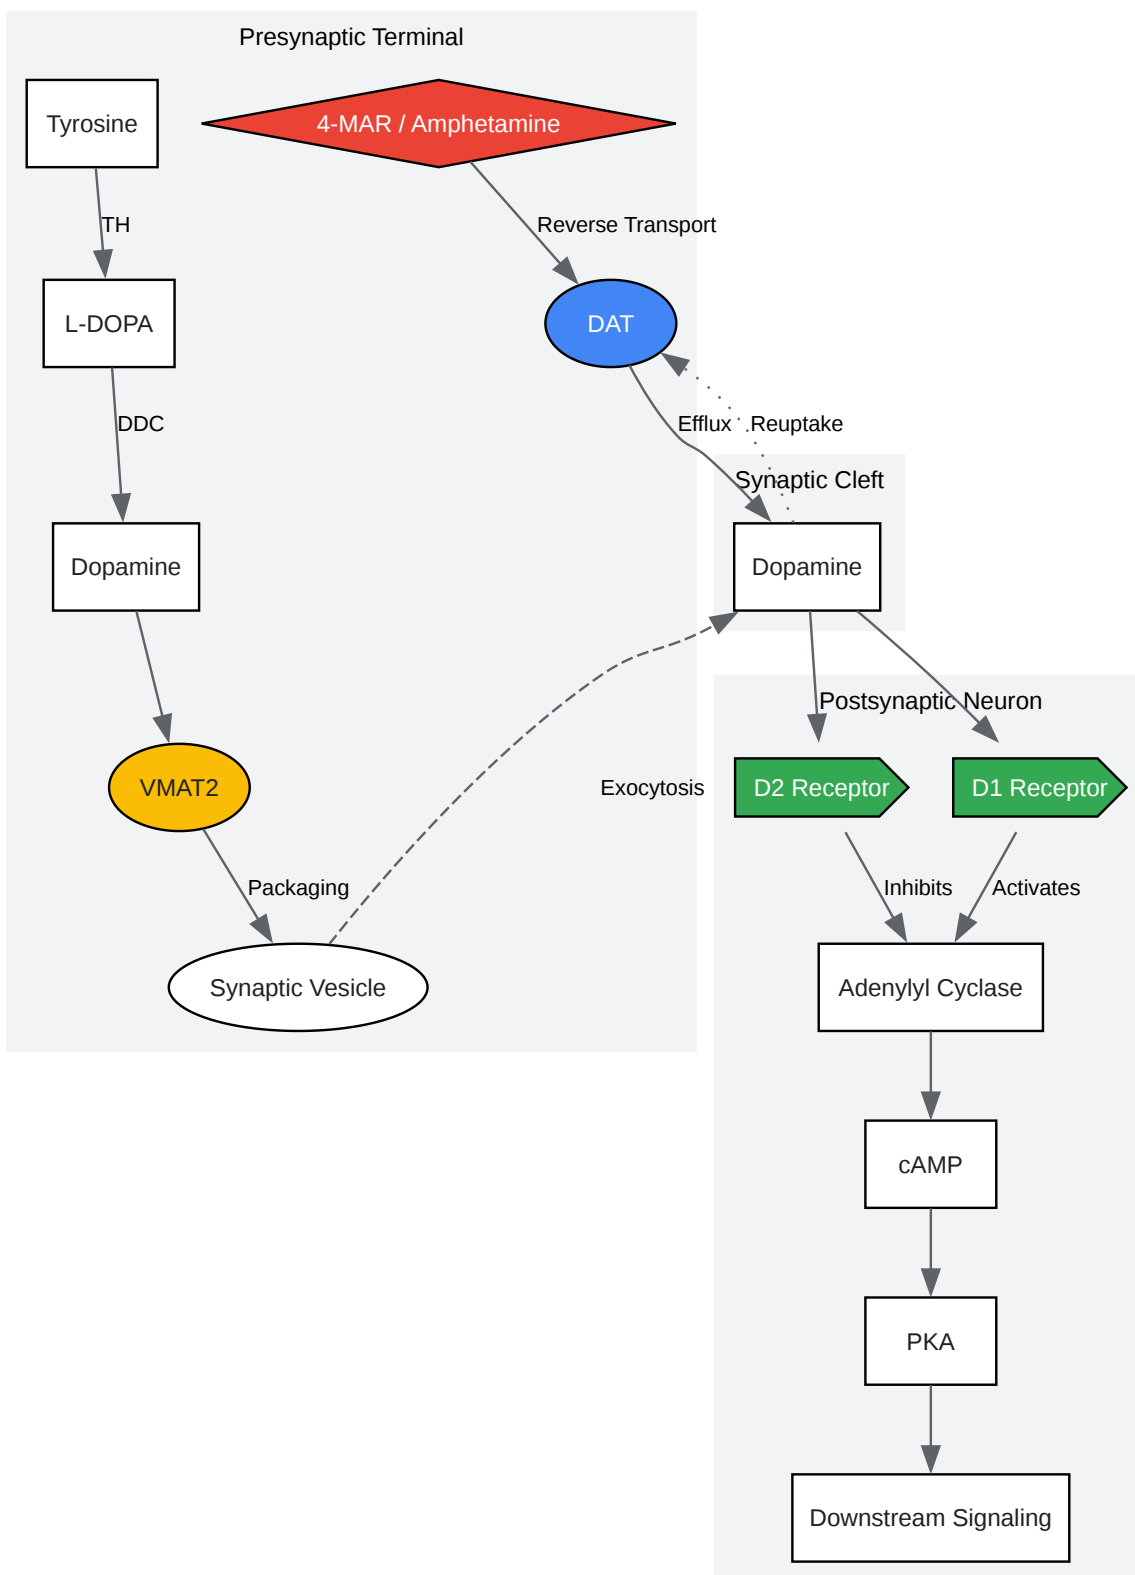 Presynaptic Terminal
Tyrosine
4-MAR / Amphetamine
TH
Reverse Transport
L-DOPA
DAT
DDC
Efflux
Reuptake
Synaptic Cleft
Dopamine
Dopamine
Postsynaptic Neuron
VMAT2
Exocytosis
D2 Receptor
D1 Receptor
Packaging
Inhibits
Activates
Synaptic Vesicle
Adenylyl Cyclase
cAMP
PKA
Downstream Signaling